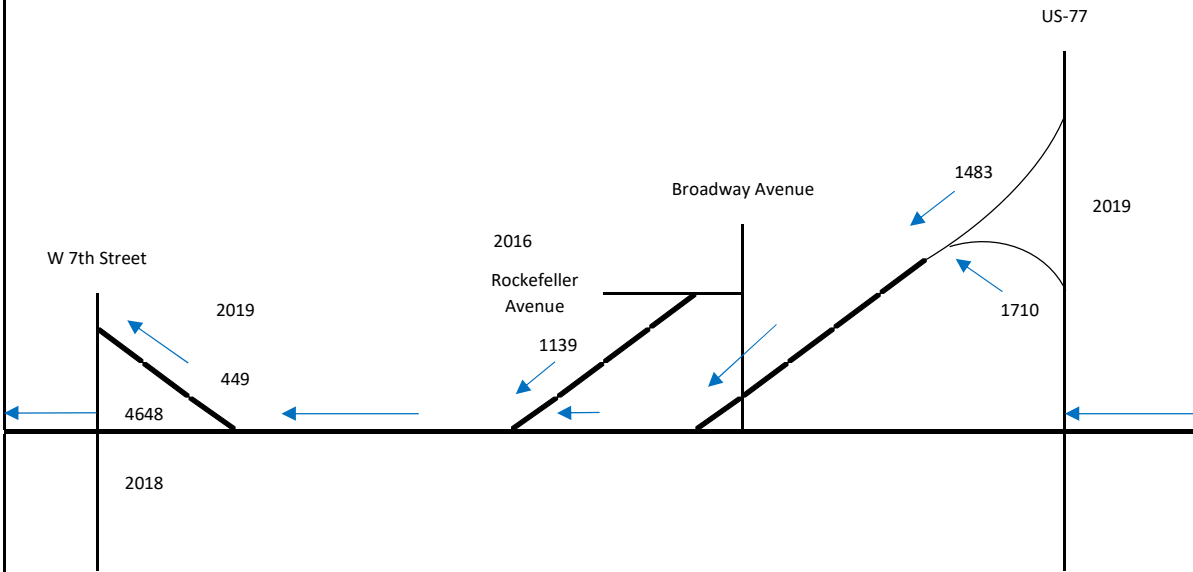 US-77
1483
Broadway Avenue
2019
2016
W 7th Street
Rockefeller
Avenue
2019
1710
1139
449
4648
2018